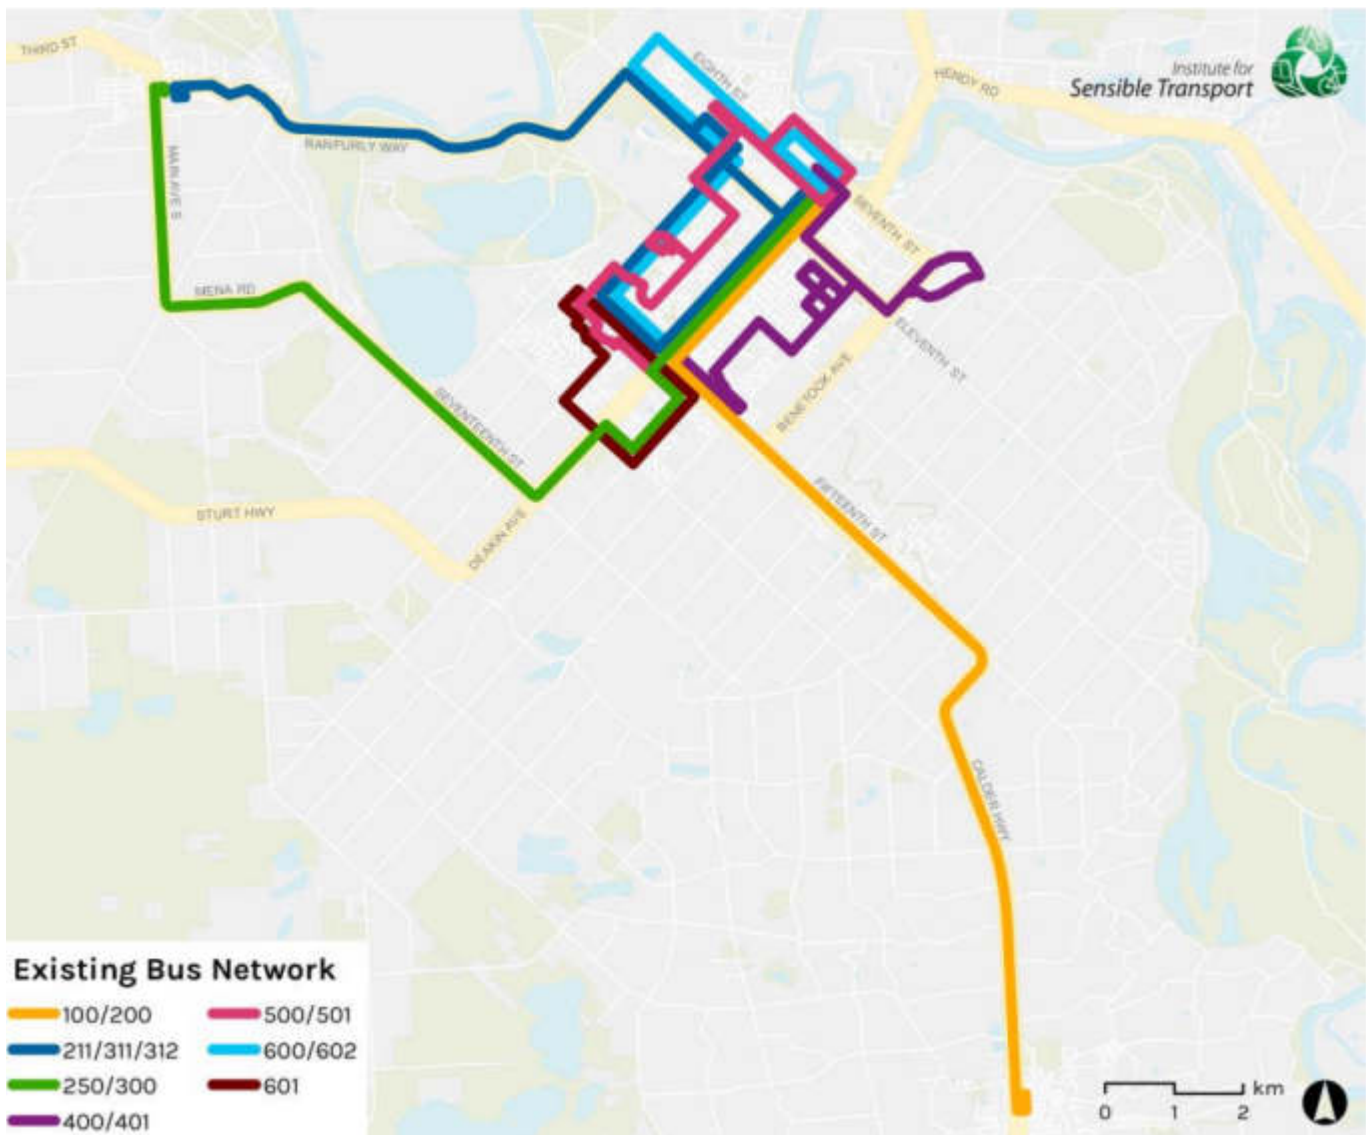 THIRD ST
EIGHTH ST
HENDY RD
Institute for
Sensible Transport
RANFURLY WAY
MAIN AVE S
SEVENTH ST
MENA RD
ELEVENTH ST
BENETOOK AVE
SEVENTEENTH ST
FIFTEENTH ST
STURT HWY
DEAKIN AVE
CALDER HWY
Existing Bus Network
100/200
500/501
211/311/312
600/602
250/300
601
400/401
km
0 1 2